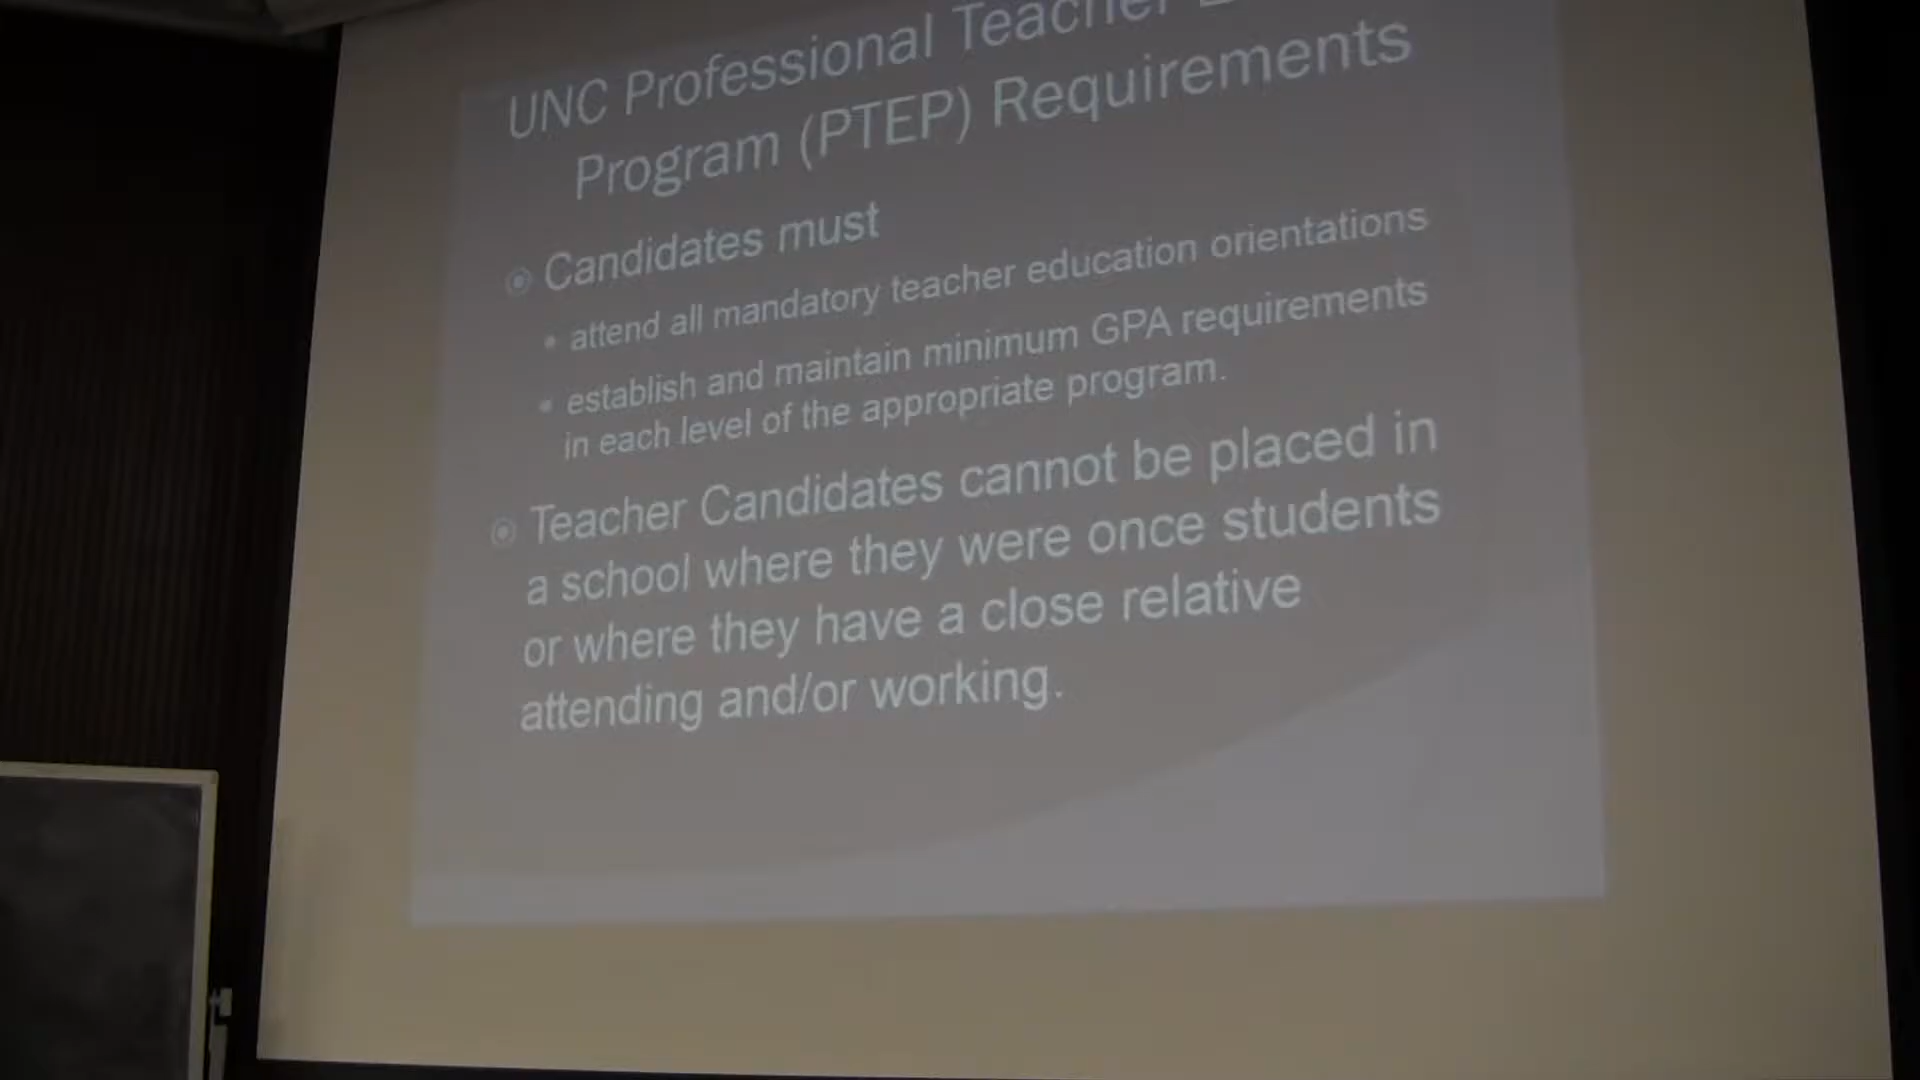 UNC Professional Teacher
Program (PTEP) Requirements
Candidates must
attend all mandatory teacher education orientations
establish and maintain minimum GPA requirements
in each level of the appropriate program.
Teacher Candidates cannot be placed in
a school where they were once students
or where they have a close relative
attending and/or working.